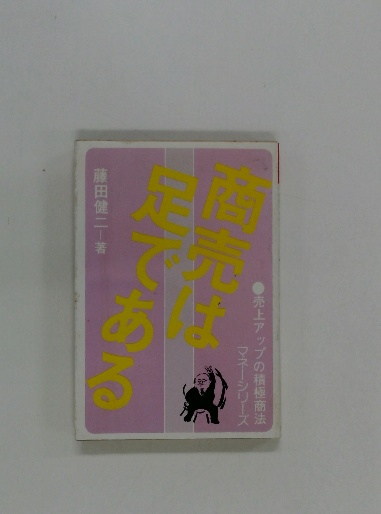 商売は
足である
●売上アップの積極商法
マネーシリーズ
藤田健二─著